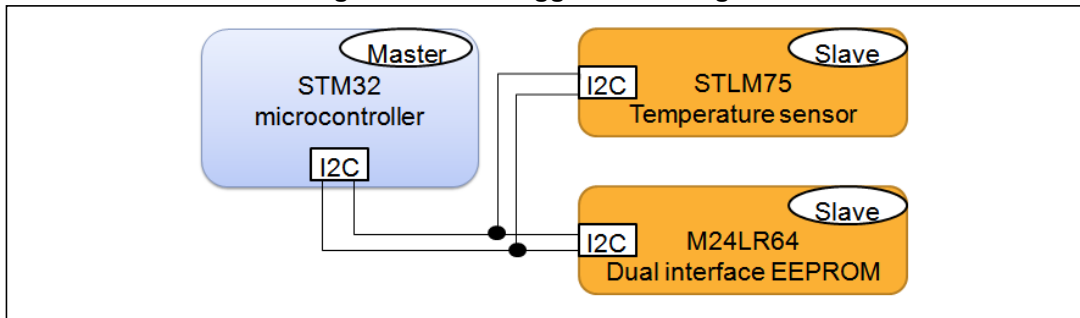 Master
STM32
microcontroller
I2C
Slave
I2C
STLM75
Temperature sensor
Slave
I2C
M24LR64
Dual interface EEPROM